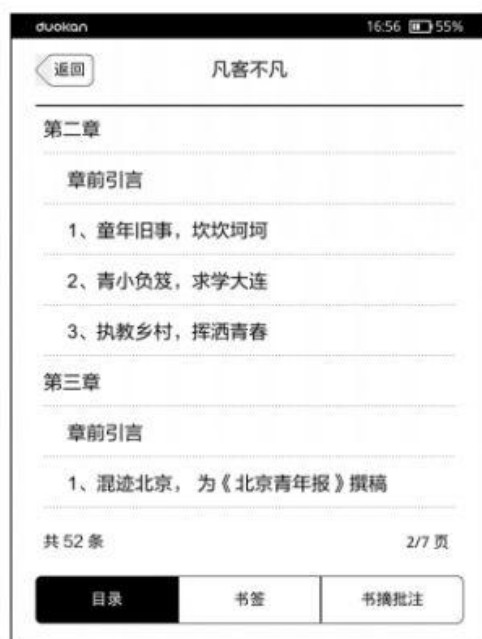 duokan 16:56 55%
返回 凡客不凡
第二章
章前引言
1、童年旧事，坎坎坷坷
2、青小负笈，求学大连
3、执教乡村，挥洒青春
第三章
章前引言
1、混迹北京， 为《北京青年报》撰稿
共 52 条 2/7 页
目录 书签 书摘批注